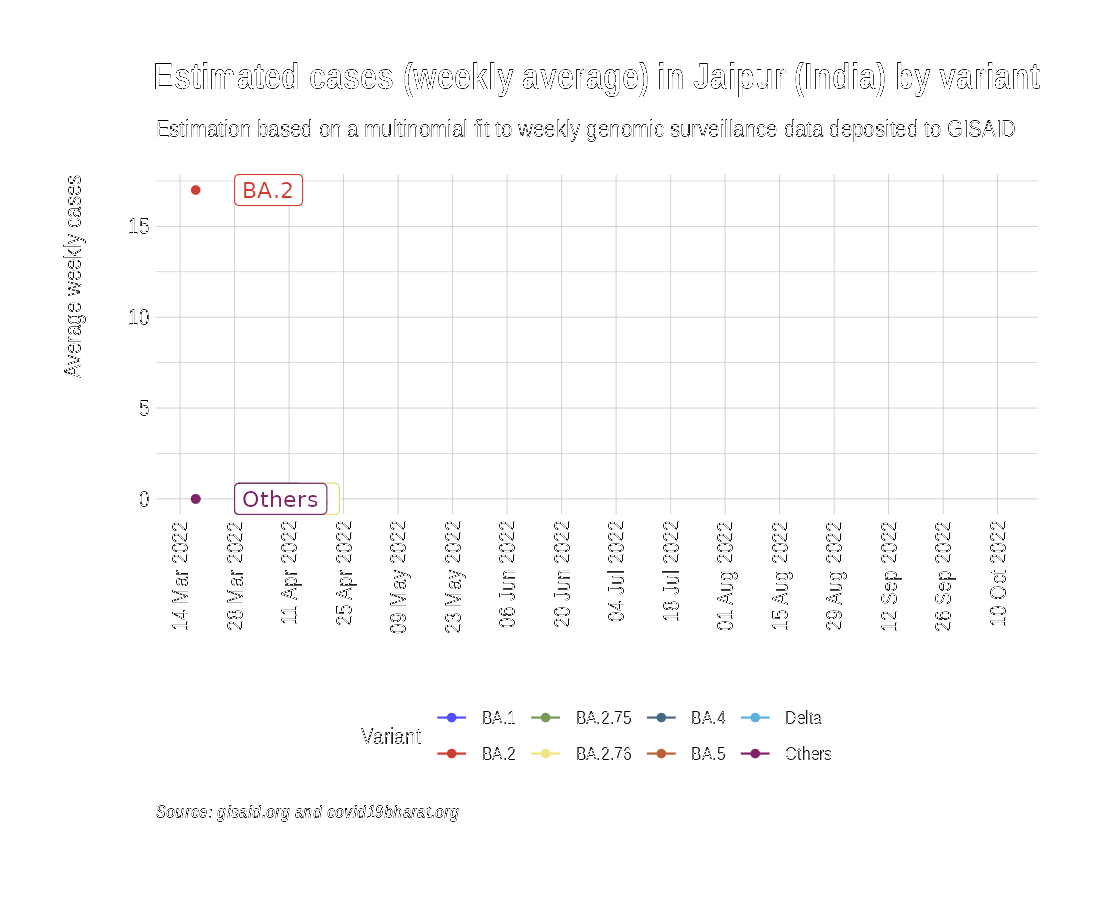 Estimated cases (weekly average) in Jaipur (India) by variant
Estimation based on a multinomial fit to weekly genomic surveillance data deposited to GISAID
Average weekly cases
15
10
5
0
BA.2
Others
14 Mar 2022
28 Mar 2022
11 Apr 2022
25 Apr 2022
09 May 2022
23 May 2022
06 Jun 2022
20 Jun 2022
04 Jul 2022
18 Jul 2022
01 Aug 2022
15 Aug 2022
29 Aug 2022
12 Sep 2022
26 Sep 2022
10 Oct 2022
Variant
BA.1 BA.2.75 BA.4 Delta
BA.2 BA.2.76 BA.5 Others
Source: gisaid.org and covid19bharat.org